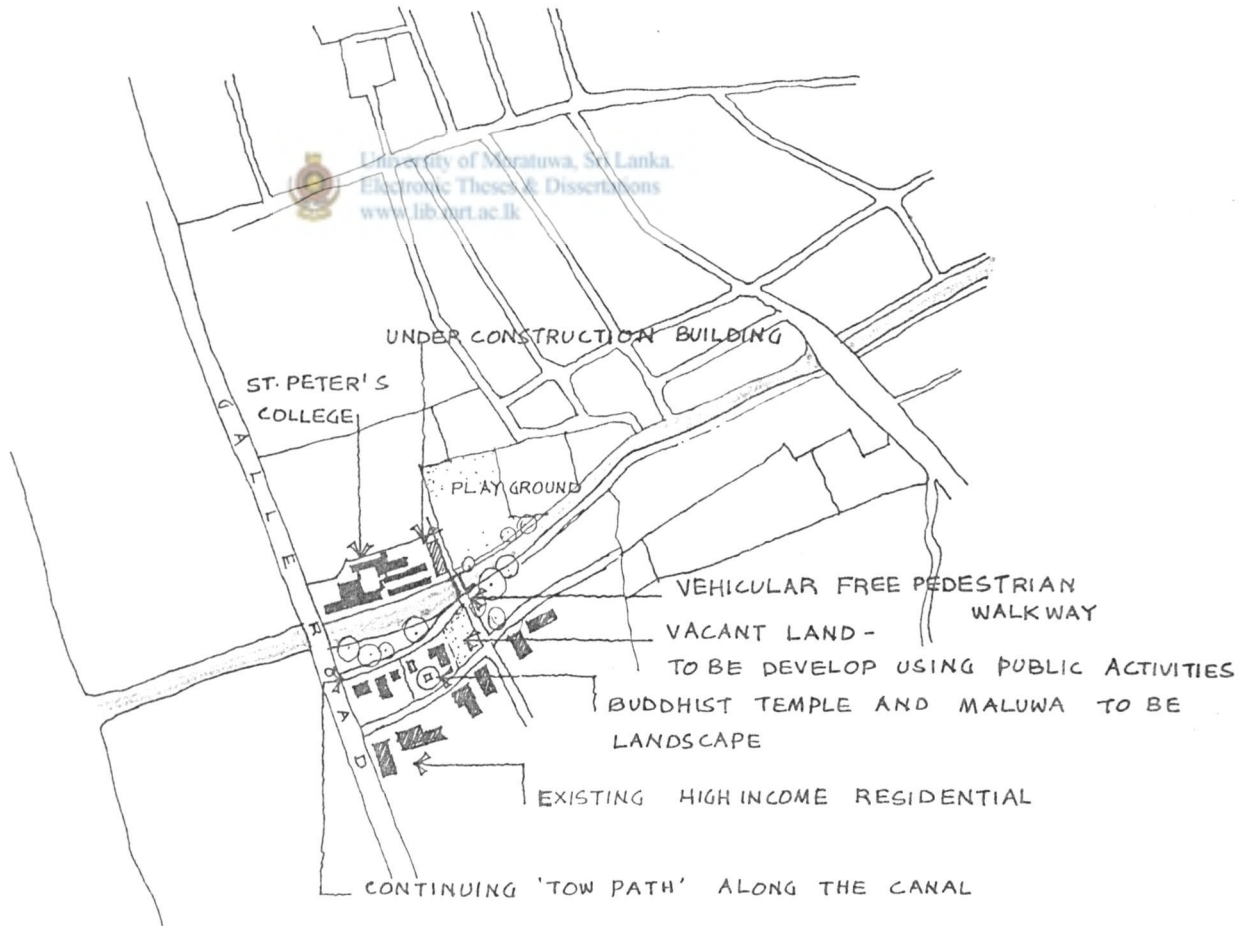 University of Moratuwa, Sri Lanka.
Electronic Theses & Dissertations
www.lib.mrt.ac.lk
UNDER CONSTRUCTION BUILDING
ST. PETER'S
COLLEGE
GALLE ROAD
PLAY GROUND
VEHICULAR FREE PEDESTRIAN
WALKWAY
VACANT LAND -
TO BE DEVELOP USING PUBLIC ACTIVITIES
BUDDHIST TEMPLE AND MALUWA TO BE
LANDSCAPE
EXISTING HIGH INCOME RESIDENTIAL
CONTINUING 'TOW PATH' ALONG THE CANAL